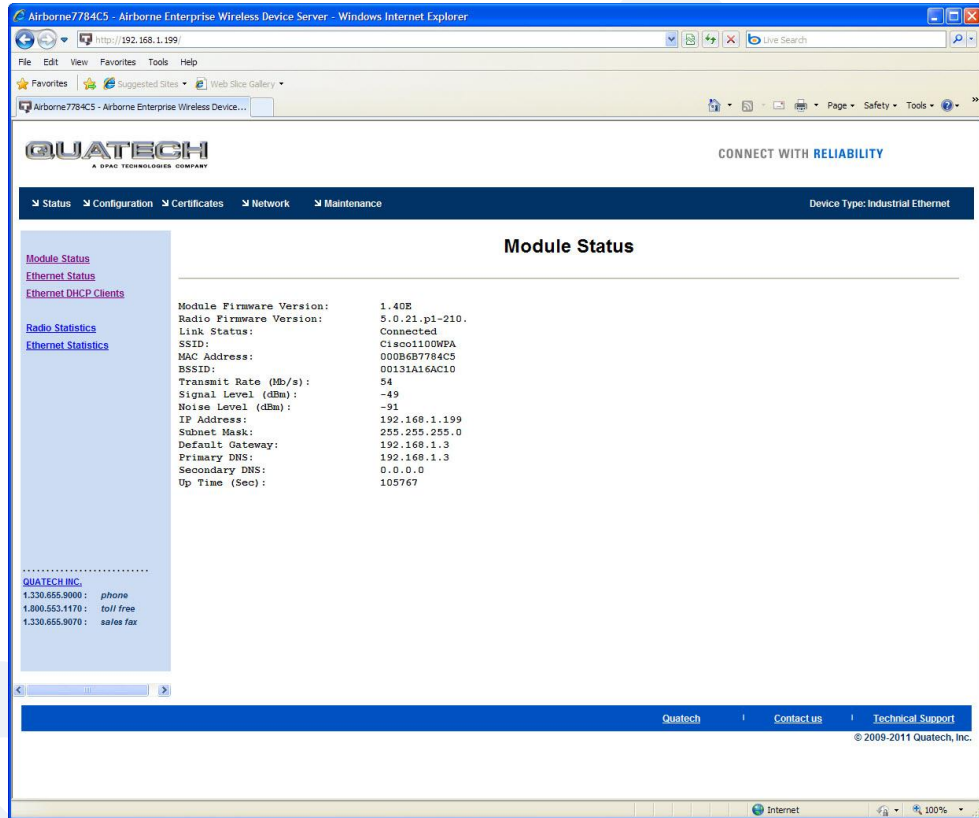 Airborne7784C5 - Airborne Enterprise Wireless Device Server - Windows Internet Explorer
http://192.168.1.199/
Live Search
File Edit View Favorites Tools Help
Favorites Suggested Sites Web Slice Gallery
Airborne7784C5 - Airborne Enterprise Wireless Device...
Page Safety Tools »
QUATECH
A DPAC TECHNOLOGIES COMPANY
CONNECT WITH RELIABILITY
Status Configuration Certificates Network Maintenance Device Type: Industrial Ethernet
Module Status
Ethernet Status
Ethernet DHCP Clients
Radio Statistics
Ethernet Statistics
Module Status
Module Firmware Version: 1.40E
Radio Firmware Version: 5.0.21.p1-210.
Link Status: Connected
SSID: Cisco1100WPA
MAC Address: 000B6B7784C5
BSSID: 00131A16AC10
Transmit Rate (Mb/s): 54
Signal Level (dBm): -49
Noise Level (dBm): -91
IP Address: 192.168.1.199
Subnet Mask: 255.255.255.0
Default Gateway: 192.168.1.3
Primary DNS: 192.168.1.3
Secondary DNS: 0.0.0.0
Up Time (Sec): 105767
QUATECH INC.
1.330.655.9000 : phone
1.800.553.1170 : toll free
1.330.655.9070 : sales fax
Quatech | Contact us | Technical Support
© 2009-2011 Quatech, Inc.
Internet 100%